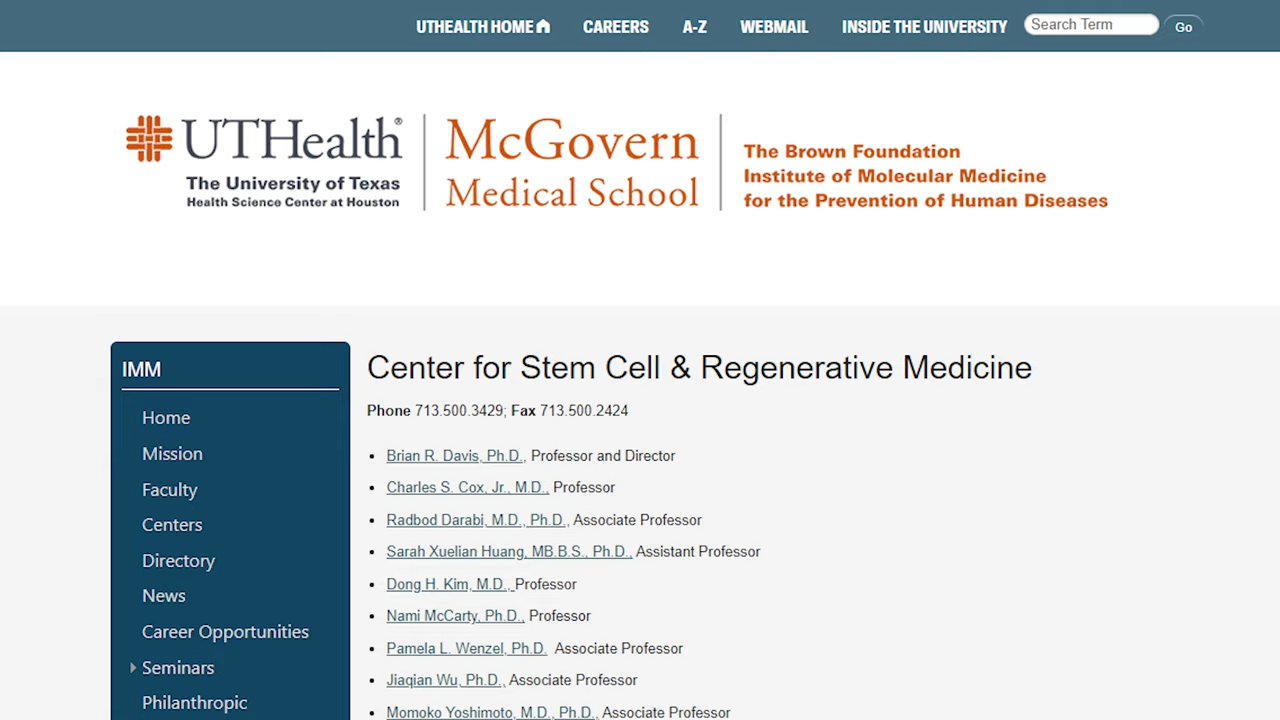 UTHEALTH HOME CAREERS A-Z WEBMAIL INSIDE THE UNIVERSITY Search Term Go
UTHealth®
The University of Texas
Health Science Center at Houston
McGovern
Medical School
The Brown Foundation
Institute of Molecular Medicine
for the Prevention of Human Diseases
IMM
Home
Mission
Faculty
Centers
Directory
News
Career Opportunities
Seminars
Philanthropic
Center for Stem Cell & Regenerative Medicine
Phone 713.500.3429; Fax 713.500.2424
• Brian R. Davis, Ph.D., Professor and Director
• Charles S. Cox, Jr., M.D., Professor
• Radbod Darabi, M.D., Ph.D., Associate Professor
• Sarah Xuelian Huang, MB.B.S., Ph.D., Assistant Professor
• Dong H. Kim, M.D., Professor
• Nami McCarty, Ph.D., Professor
• Pamela L. Wenzel, Ph.D. Associate Professor
• Jiaqian Wu, Ph.D., Associate Professor
• Momoko Yoshimoto, M.D., Ph.D., Associate Professor